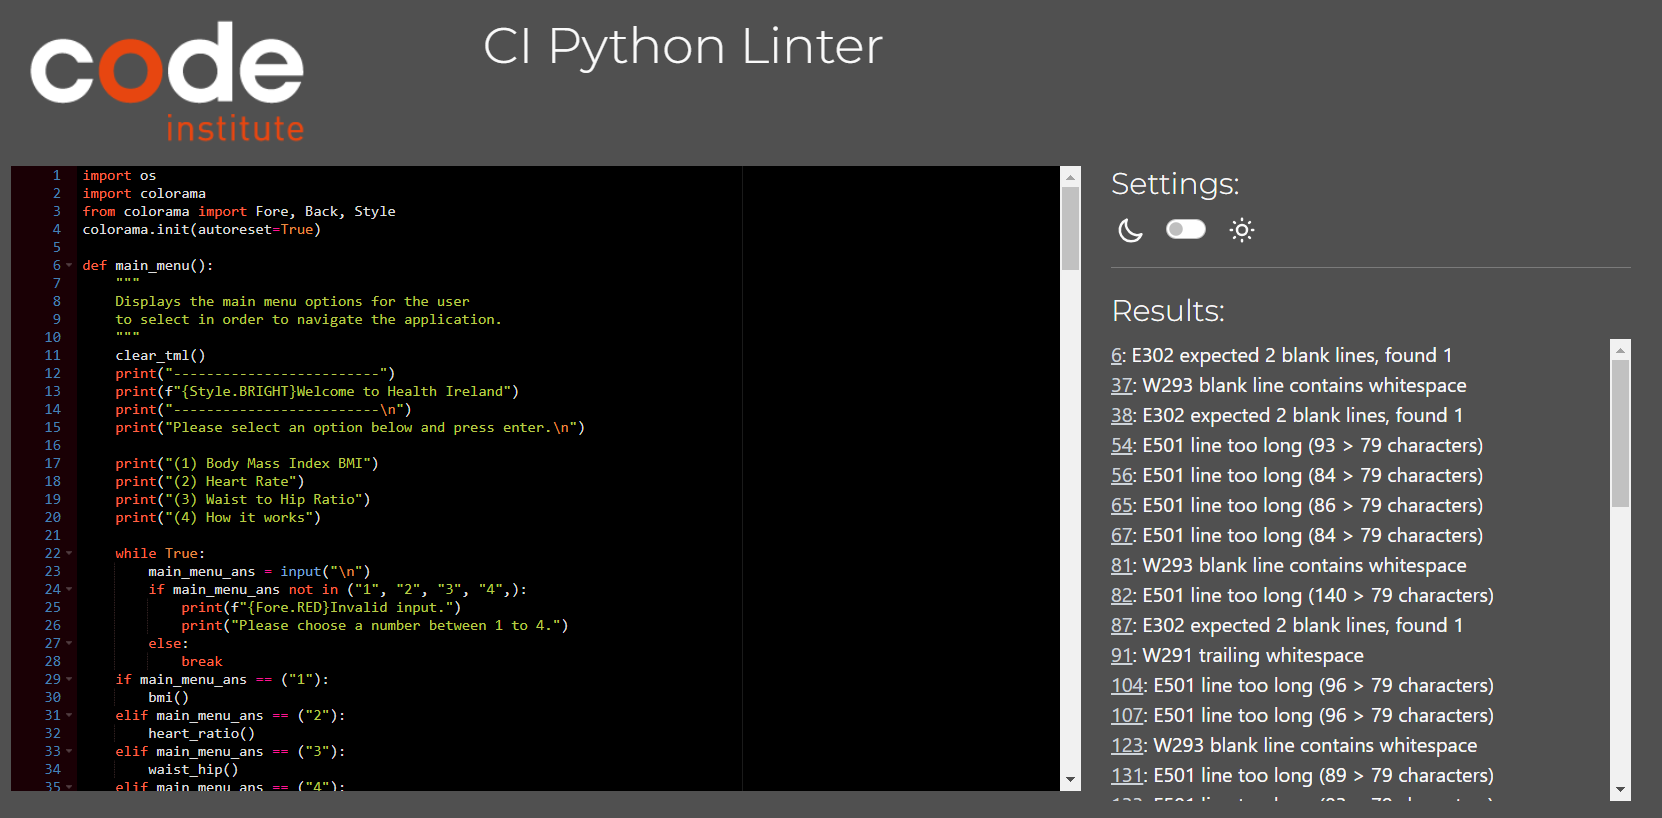 code
institute
CI Python Linter
1 import os
2 import colorama
3 from colorama import Fore, Back, Style
4 colorama.init(autoreset=True)
5
6 def main_menu():
7     """
8     Displays the main menu options for the user
9     to select in order to navigate the application.
10     """
11     clear_tml()
12     print("-------------------------")
13     print(f"{Style.BRIGHT}Welcome to Health Ireland")
14     print("-------------------------\n")
15     print("Please select an option below and press enter.\n")
16
17     print("(1) Body Mass Index BMI")
18     print("(2) Heart Rate")
19     print("(3) Waist to Hip Ratio")
20     print("(4) How it works")
21
22     while True:
23         main_menu_ans = input("\n")
24         if main_menu_ans not in ("1", "2", "3", "4",):
25             print(f"{Fore.RED}Invalid input.")
26             print("Please choose a number between 1 to 4.")
27         else:
28             break
29     if main_menu_ans == ("1"):
30         bmi()
31     elif main_menu_ans == ("2"):
32         heart_ratio()
33     elif main_menu_ans == ("3"):
34         waist_hip()
35     elif main_menu_ans == ("4"):
Settings:
Results:
6: E302 expected 2 blank lines, found 1
37: W293 blank line contains whitespace
38: E302 expected 2 blank lines, found 1
54: E501 line too long (93 > 79 characters)
56: E501 line too long (84 > 79 characters)
65: E501 line too long (86 > 79 characters)
67: E501 line too long (84 > 79 characters)
81: W293 blank line contains whitespace
82: E501 line too long (140 > 79 characters)
87: E302 expected 2 blank lines, found 1
91: W291 trailing whitespace
104: E501 line too long (96 > 79 characters)
107: E501 line too long (96 > 79 characters)
123: W293 blank line contains whitespace
131: E501 line too long (89 > 79 characters)